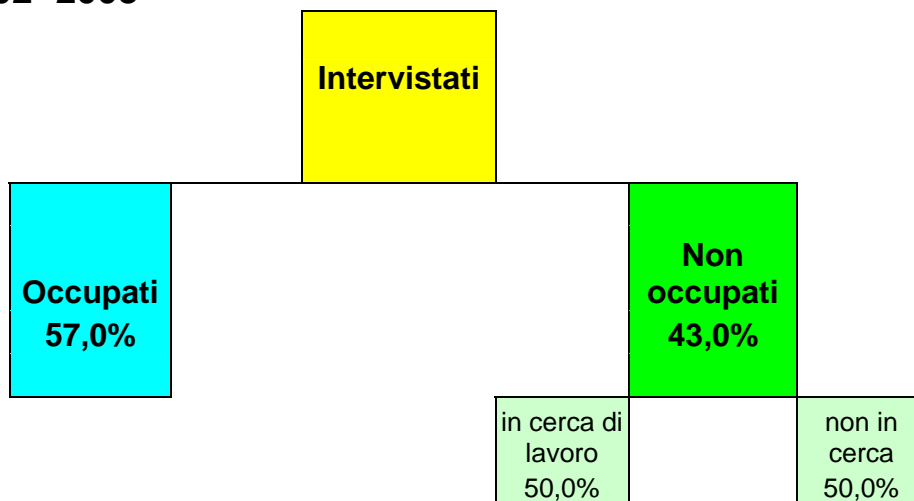 Intervistati
Occupati
57,0%
Non
occupati
43,0%
in cerca di
lavoro
50,0%
non in
cerca
50,0%